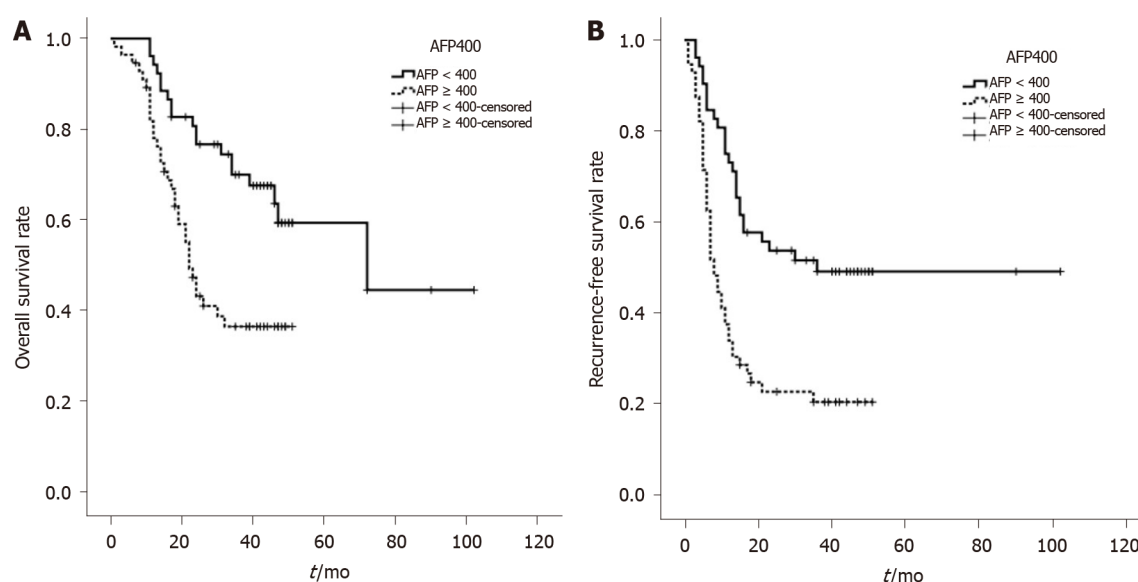 A
AFP400
AFP < 400
AFP ≥ 400
AFP < 400-censored
AFP ≥ 400-censored
Overall survival rate
1.0
0.8
0.6
0.4
0.2
0.0
0 20 40 60 80 100 120
t/mo
B
AFP400
AFP < 400
AFP ≥ 400
AFP < 400-censored
AFP ≥ 400-censored
Recurrence-free survival rate
1.0
0.8
0.6
0.4
0.2
0.0
0 20 40 60 80 100 120
t/mo